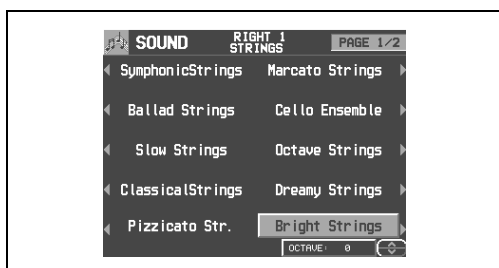 SOUND RIGHT 1 STRINGS PAGE 1/2
SymphonicStrings Marcato Strings
Ballad Strings Cello Ensemble
Slow Strings Octave Strings
ClassicalStrings Dreamy Strings
Pizzicato Str. Bright Strings
OCTAVE: 0